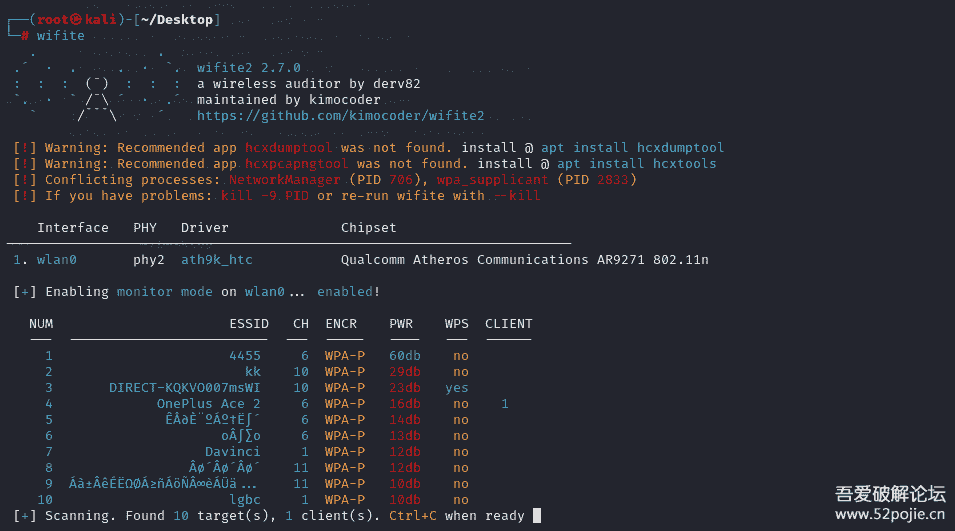 (root㉿kali)-[~/Desktop]
# wifite
wifite2 2.7.0
a wireless auditor by derv82
maintained by kimocoder
https://github.com/kimocoder/wifite2
[!] Warning: Recommended app hcxdumptool was not found. install @ apt install hcxdumptool
[!] Warning: Recommended app hcxpcapngtool was not found. install @ apt install hcxtools
[!] Conflicting processes: NetworkManager (PID 706), wpa_supplicant (PID 2833)
[!] If you have problems: kill -9 PID or re-run wifite with --kill
Interface PHY Driver Chipset
1. wlan0 phy2 ath9k_htc Qualcomm Atheros Communications AR9271 802.11n
[+] Enabling monitor mode on wlan0... enabled!
NUM ESSID CH ENCR PWR WPS CLIENT
1 4455 6 WPA-P 60db no
2 kk 10 WPA-P 29db no
3 DIRECT-KQKVO007msWI 10 WPA-P 23db yes
4 OnePlus Ace 2 6 WPA-P 16db no 1
5 6 WPA-P 14db no
6 oÂ∫∑o 6 WPA-P 13db no
7 Davinci 1 WPA-P 12db no
8 Âø´Âø´Âø´ 11 WPA-P 12db no
9 11 WPA-P 10db no
10 lgbc 1 WPA-P 10db no
[+] Scanning. Found 10 target(s), 1 client(s). Ctrl+C when ready
吾爱破解论坛
www.52pojie.cn